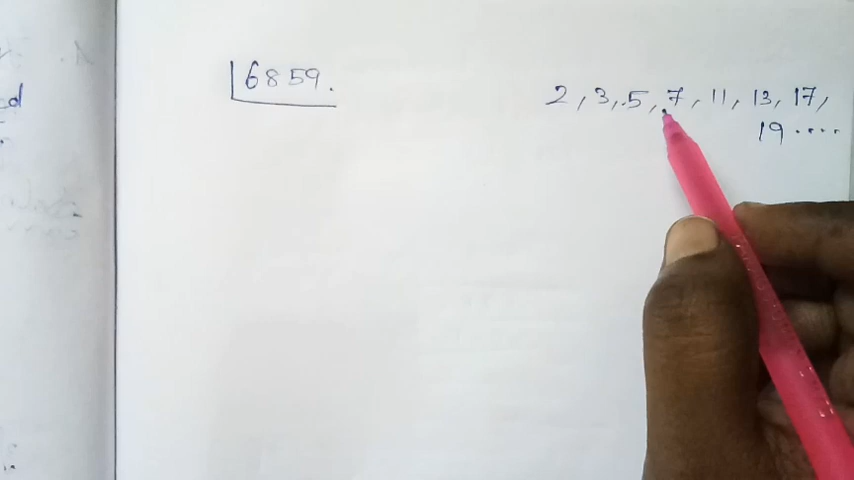 6859.
2, 3, 5, 7, 11, 13, 17,
19 ....
d